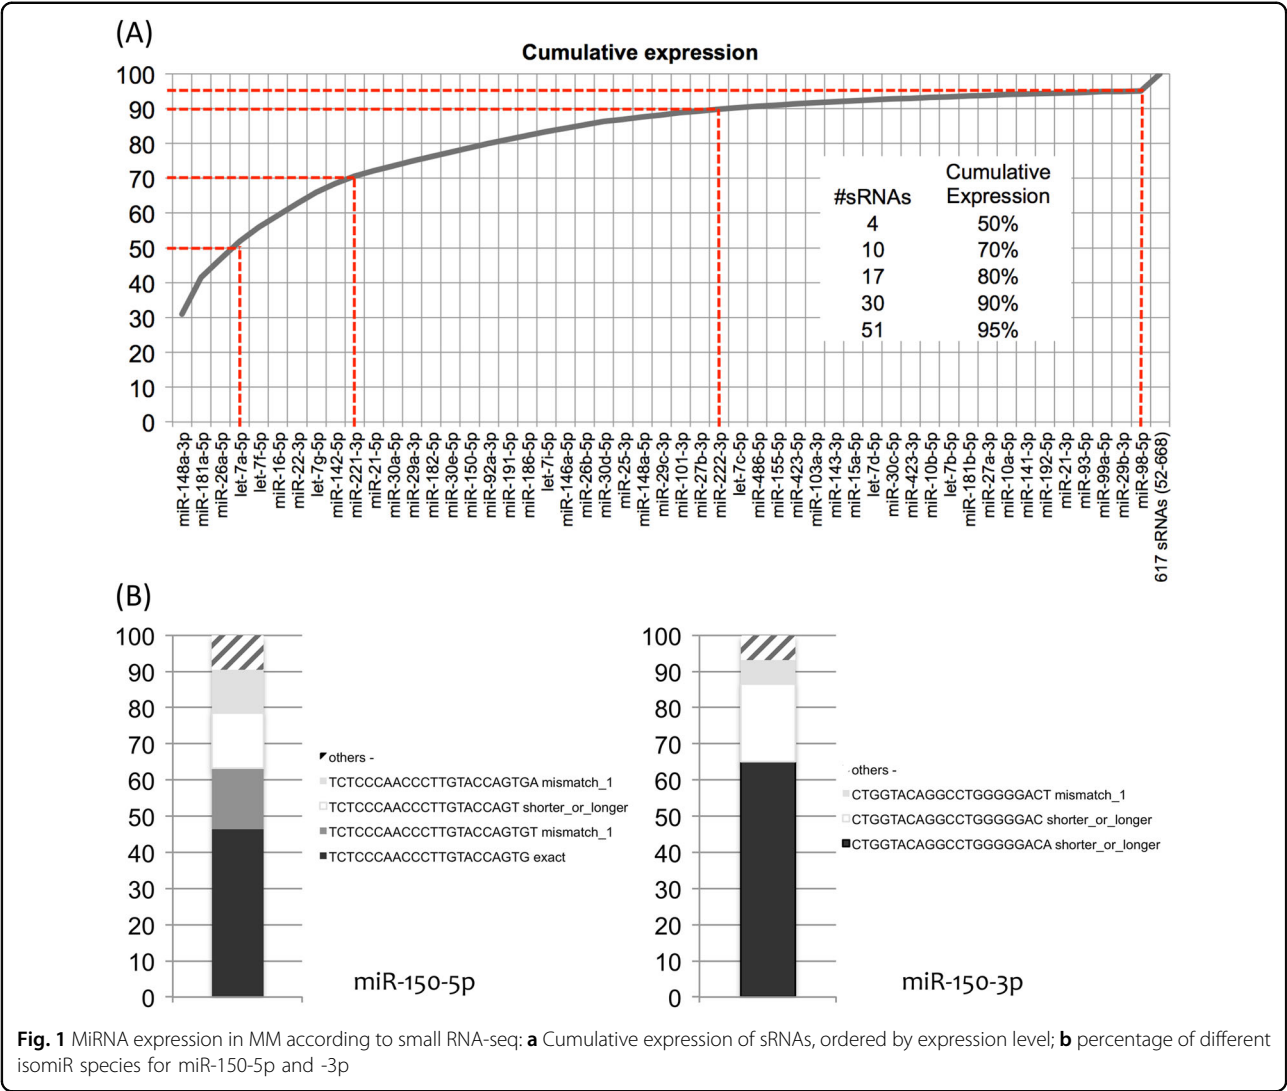 (A)
Cumulative expression
100
90
80
70
60
50
40
30
20
10
0
#sRNAs
Cumulative
Expression
4 50%
10 70%
17 80%
30 90%
51 95%
miR-148a-3p
miR-181a-5p
miR-26a-5p
let-7a-5p
let-7f-5p
miR-16-5p
miR-22-3p
let-7g-5p
miR-142-5p
miR-221-3p
miR-21-5p
miR-30a-5p
miR-29a-3p
miR-182-5p
miR-30e-5p
miR-150-5p
miR-92a-3p
miR-191-5p
miR-186-5p
let-7i-5p
miR-146a-5p
miR-26b-5p
miR-30d-5p
miR-25-3p
miR-148a-5p
miR-29c-3p
miR-101-3p
miR-27b-3p
miR-222-3p
let-7c-5p
miR-486-5p
miR-155-5p
miR-423-5p
miR-103a-3p
miR-143-3p
miR-15a-5p
let-7d-5p
miR-30c-5p
miR-423-3p
miR-10b-5p
let-7b-5p
miR-181b-5p
miR-27a-3p
miR-10a-5p
miR-141-3p
miR-192-5p
miR-21-3p
miR-93-5p
miR-99a-5p
miR-29b-3p
miR-98-5p
617 sRNAs (52-668)
(B)
100
90
80
70
60
50
40
30
20
10
0
others -
TCTCCCAACCCTTGTACCAGTGA mismatch_1
TCTCCCAACCCTTGTACCAGT shorter_or_longer
TCTCCCAACCCTTGTACCAGTGT mismatch_1
TCTCCCAACCCTTGTACCAGTG exact
miR-150-5p
100
90
80
70
60
50
40
30
20
10
0
others -
CTGGTACAGGCCTGGGGGACT mismatch_1
CTGGTACAGGCCTGGGGGAC shorter_or_longer
CTGGTACAGGCCTGGGGGACA shorter_or_longer
miR-150-3p
Fig. 1 MiRNA expression in MM according to small RNA-seq: a Cumulative expression of sRNAs, ordered by expression level; b percentage of different
isomiR species for miR-150-5p and -3p